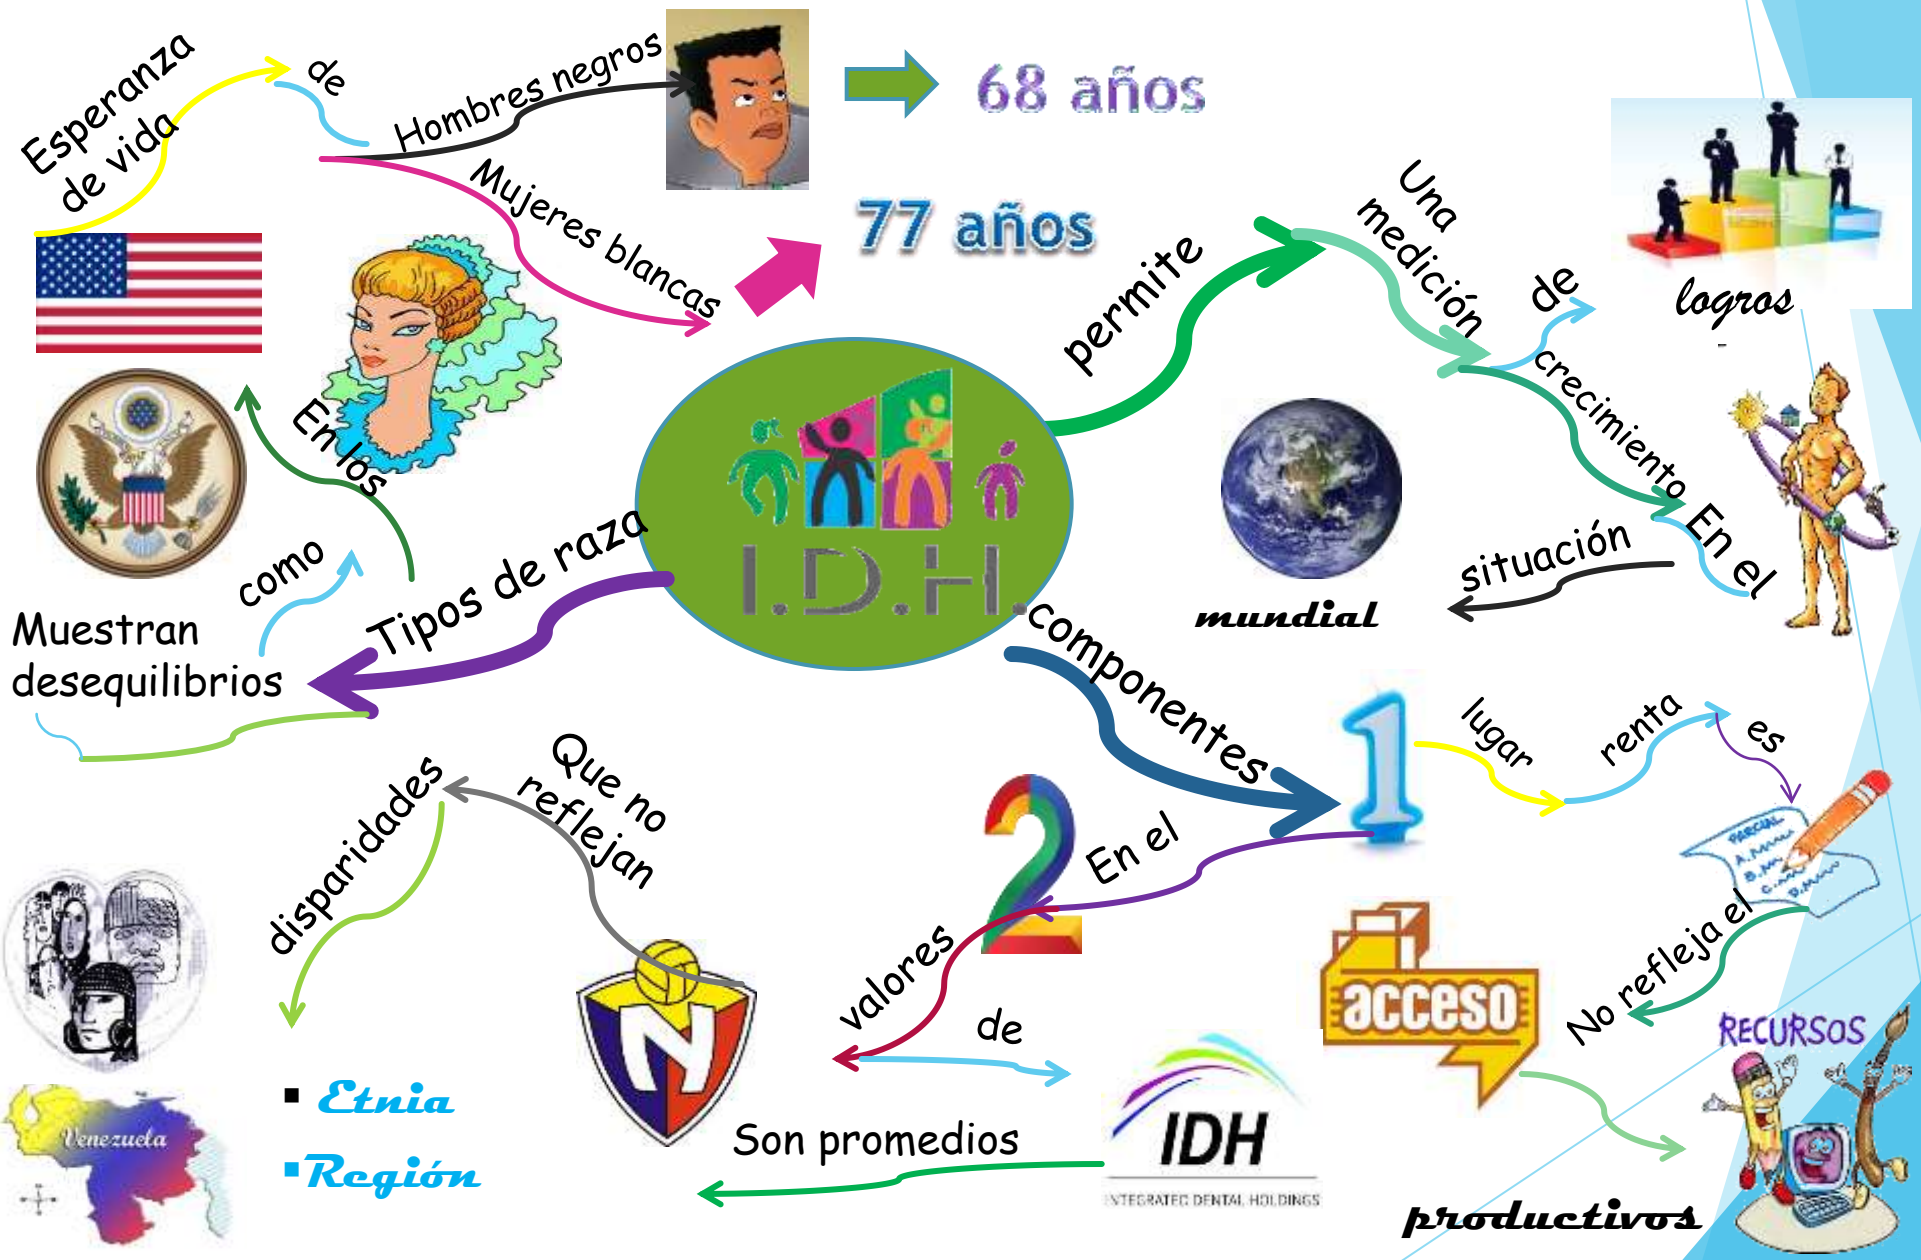 Esperanza
de vida
de
Hombres negros
68 años
Mujeres blancas
77 años
En los
como
Muestran
desequilibrios
Tipos de raza
I.D.H.
permite
Una
medición
de
logros
-
crecimiento
En el
situación
mundial
componentes
1
lugar
renta
es
PARCIAL
A.
B.
C.
D.
No refleja el
acceso
RECURSOS
productivos
En el
2
valores
de
IDH
INTEGRATED DENTAL HOLDINGS
Son promedios
N
Que no
reflejan
disparidades
▪ Etnia
▪ Región
Venezuela